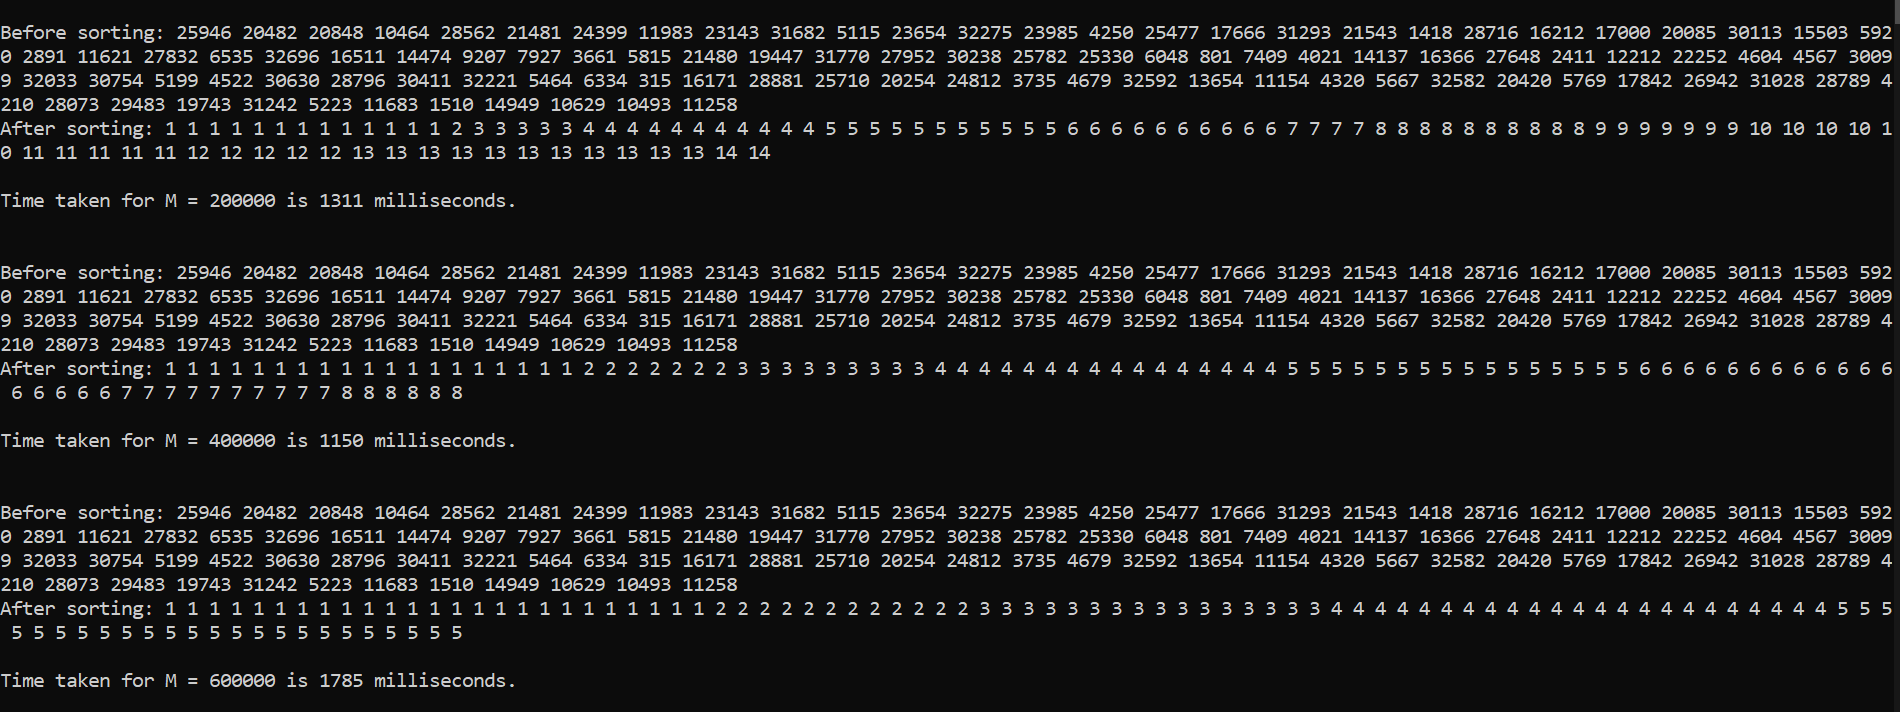 Before sorting: 25946 20482 20848 10464 28562 21481 24399 11983 23143 31682 5115 23654 32275 23985 4250 25477 17666 31293 21543 1418 28716 16212 17000 20085 30113 15503 592
0 2891 11621 27832 6535 32696 16511 14474 9207 7927 3661 5815 21480 19447 31770 27952 30238 25782 25330 6048 801 7409 4021 14137 16366 27648 2411 12212 22252 4604 4567 3009
9 32033 30754 5199 4522 30630 28796 30411 32221 5464 6334 315 16171 28881 25710 20254 24812 3735 4679 32592 13654 11154 4320 5667 32582 20420 5769 17842 26942 31028 28789 4
210 28073 29483 19743 31242 5223 11683 1510 14949 10629 10493 11258
After sorting: 1 1 1 1 1 1 1 1 1 1 1 1 1 2 3 3 3 3 3 4 4 4 4 4 4 4 4 4 4 4 5 5 5 5 5 5 5 5 5 5 5 6 6 6 6 6 6 6 6 6 6 7 7 7 7 8 8 8 8 8 8 8 8 8 8 9 9 9 9 9 9 9 10 10 10 10 1
0 11 11 11 11 11 12 12 12 12 12 13 13 13 13 13 13 13 13 13 13 13 14 14
Time taken for M = 200000 is 1311 milliseconds.
Before sorting: 25946 20482 20848 10464 28562 21481 24399 11983 23143 31682 5115 23654 32275 23985 4250 25477 17666 31293 21543 1418 28716 16212 17000 20085 30113 15503 592
0 2891 11621 27832 6535 32696 16511 14474 9207 7927 3661 5815 21480 19447 31770 27952 30238 25782 25330 6048 801 7409 4021 14137 16366 27648 2411 12212 22252 4604 4567 3009
9 32033 30754 5199 4522 30630 28796 30411 32221 5464 6334 315 16171 28881 25710 20254 24812 3735 4679 32592 13654 11154 4320 5667 32582 20420 5769 17842 26942 31028 28789 4
210 28073 29483 19743 31242 5223 11683 1510 14949 10629 10493 11258
After sorting: 1 1 1 1 1 1 1 1 1 1 1 1 1 1 1 1 1 1 1 2 2 2 2 2 2 2 3 3 3 3 3 3 3 3 3 4 4 4 4 4 4 4 4 4 4 4 4 4 4 4 4 5 5 5 5 5 5 5 5 5 5 5 5 5 5 5 5 6 6 6 6 6 6 6 6 6 6 6 6
6 6 6 6 6 7 7 7 7 7 7 7 7 7 7 8 8 8 8 8 8
Time taken for M = 400000 is 1150 milliseconds.
Before sorting: 25946 20482 20848 10464 28562 21481 24399 11983 23143 31682 5115 23654 32275 23985 4250 25477 17666 31293 21543 1418 28716 16212 17000 20085 30113 15503 592
0 2891 11621 27832 6535 32696 16511 14474 9207 7927 3661 5815 21480 19447 31770 27952 30238 25782 25330 6048 801 7409 4021 14137 16366 27648 2411 12212 22252 4604 4567 3009
9 32033 30754 5199 4522 30630 28796 30411 32221 5464 6334 315 16171 28881 25710 20254 24812 3735 4679 32592 13654 11154 4320 5667 32582 20420 5769 17842 26942 31028 28789 4
210 28073 29483 19743 31242 5223 11683 1510 14949 10629 10493 11258
After sorting: 1 1 1 1 1 1 1 1 1 1 1 1 1 1 1 1 1 1 1 1 1 1 1 1 1 2 2 2 2 2 2 2 2 2 2 2 2 3 3 3 3 3 3 3 3 3 3 3 3 3 3 3 3 4 4 4 4 4 4 4 4 4 4 4 4 4 4 4 4 4 4 4 4 4 4 4 5 5 5
5 5 5 5 5 5 5 5 5 5 5 5 5 5 5 5 5 5 5 5 5
Time taken for M = 600000 is 1785 milliseconds.